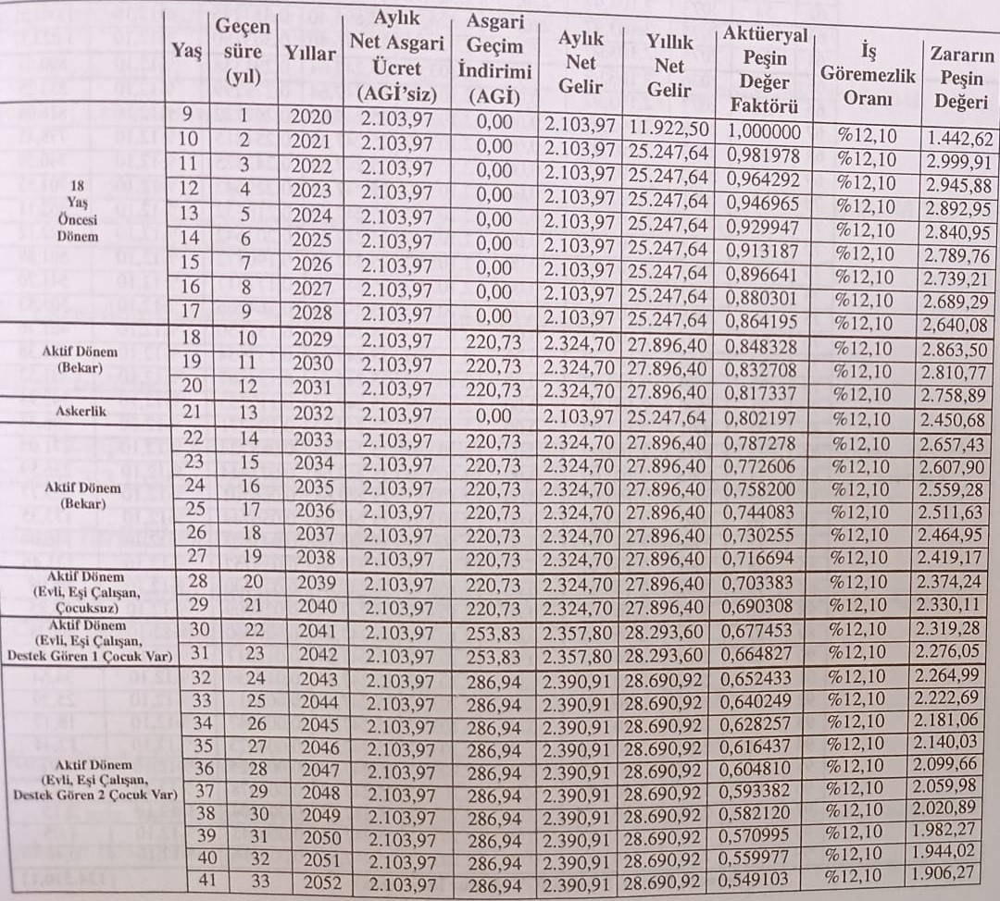 Yaş Geçen süre (yıl) Yıllar Aylık Net Asgari Ücret (AGİ'siz) Asgari Geçim İndirimi (AGİ) Aylık Net Gelir Yıllık Net Gelir Aktüeryal Peşin Değer Faktörü İş Göremezlik Oranı Zararın Peşin Değeri
18 Yaş Öncesi Dönem
9 1 2020 2.103,97 0,00 2.103,97 11.922,50 1,000000 %12,10 1.442,62
10 2 2021 2.103,97 0,00 2.103,97 25.247,64 0,981978 %12,10 2.999,91
11 3 2022 2.103,97 0,00 2.103,97 25.247,64 0,964292 %12,10 2.945,88
12 4 2023 2.103,97 0,00 2.103,97 25.247,64 0,946965 %12,10 2.892,95
13 5 2024 2.103,97 0,00 2.103,97 25.247,64 0,929947 %12,10 2.840,95
14 6 2025 2.103,97 0,00 2.103,97 25.247,64 0,913187 %12,10 2.789,76
15 7 2026 2.103,97 0,00 2.103,97 25.247,64 0,896641 %12,10 2.739,21
16 8 2027 2.103,97 0,00 2.103,97 25.247,64 0,880301 %12,10 2.689,29
17 9 2028 2.103,97 0,00 2.103,97 25.247,64 0,864195 %12,10 2,640,08
Aktif Dönem (Bekar)
18 10 2029 2.103,97 220,73 2.324,70 27.896,40 0,848328 %12,10 2.863,50
19 11 2030 2.103,97 220,73 2.324,70 27.896,40 0,832708 %12,10 2.810,77
20 12 2031 2.103,97 220,73 2.324,70 27.896,40 0,817337 %12,10 2.758,89
Askerlik
21 13 2032 2.103,97 0,00 2.103,97 25.247,64 0,802197 %12,10 2.450,68
Aktif Dönem (Bekar)
22 14 2033 2.103,97 220,73 2.324,70 27.896,40 0,787278 %12,10 2.657,43
23 15 2034 2.103,97 220,73 2.324,70 27.896,40 0,772606 %12,10 2.607,90
24 16 2035 2.103,97 220,73 2.324,70 27.896,40 0,758200 %12,10 2.559,28
25 17 2036 2.103,97 220,73 2.324,70 27.896,40 0,744083 %12,10 2.511,63
26 18 2037 2.103,97 220,73 2.324,70 27.896,40 0,730255 %12,10 2.464,95
27 19 2038 2.103,97 220,73 2.324,70 27.896,40 0,716694 %12,10 2.419,17
Aktif Dönem (Evli, Eşi Çalışan, Çocuksuz)
28 20 2039 2.103,97 220,73 2.324,70 27.896,40 0,703383 %12,10 2.374,24
29 21 2040 2.103,97 220,73 2.324,70 27.896,40 0,690308 %12,10 2.330,11
Aktif Dönem (Evli, Eşi Çalışan, Destek Gören 1 Çocuk Var)
30 22 2041 2.103,97 253,83 2.357,80 28.293,60 0,677453 %12,10 2.319,28
31 23 2042 2.103,97 253,83 2.357,80 28.293,60 0,664827 %12,10 2.276,05
Aktif Dönem (Evli, Eşi Çalışan, Destek Gören 2 Çocuk Var)
32 24 2043 2.103,97 286,94 2.390,91 28.690,92 0,652433 %12,10 2.264,99
33 25 2044 2.103,97 286,94 2.390,91 28.690,92 0,640249 %12,10 2.222,69
34 26 2045 2.103,97 286,94 2.390,91 28.690,92 0,628257 %12,10 2.181,06
35 27 2046 2.103,97 286,94 2.390,91 28.690,92 0,616437 %12,10 2.140,03
36 28 2047 2.103,97 286,94 2.390,91 28.690,92 0,604810 %12,10 2.099,66
37 29 2048 2.103,97 286,94 2.390,91 28.690,92 0,593382 %12,10 2.059,98
38 30 2049 2.103,97 286,94 2.390,91 28.690,92 0,582120 %12,10 2.020,89
39 31 2050 2.103,97 286,94 2.390,91 28.690,92 0,570995 %12,10 1.982,27
40 32 2051 2.103,97 286,94 2.390,91 28.690,92 0,559977 %12,10 1.944,02
41 33 2052 2.103,97 286,94 2.390,91 28.690,92 0,549103 %12,10 1.906,27